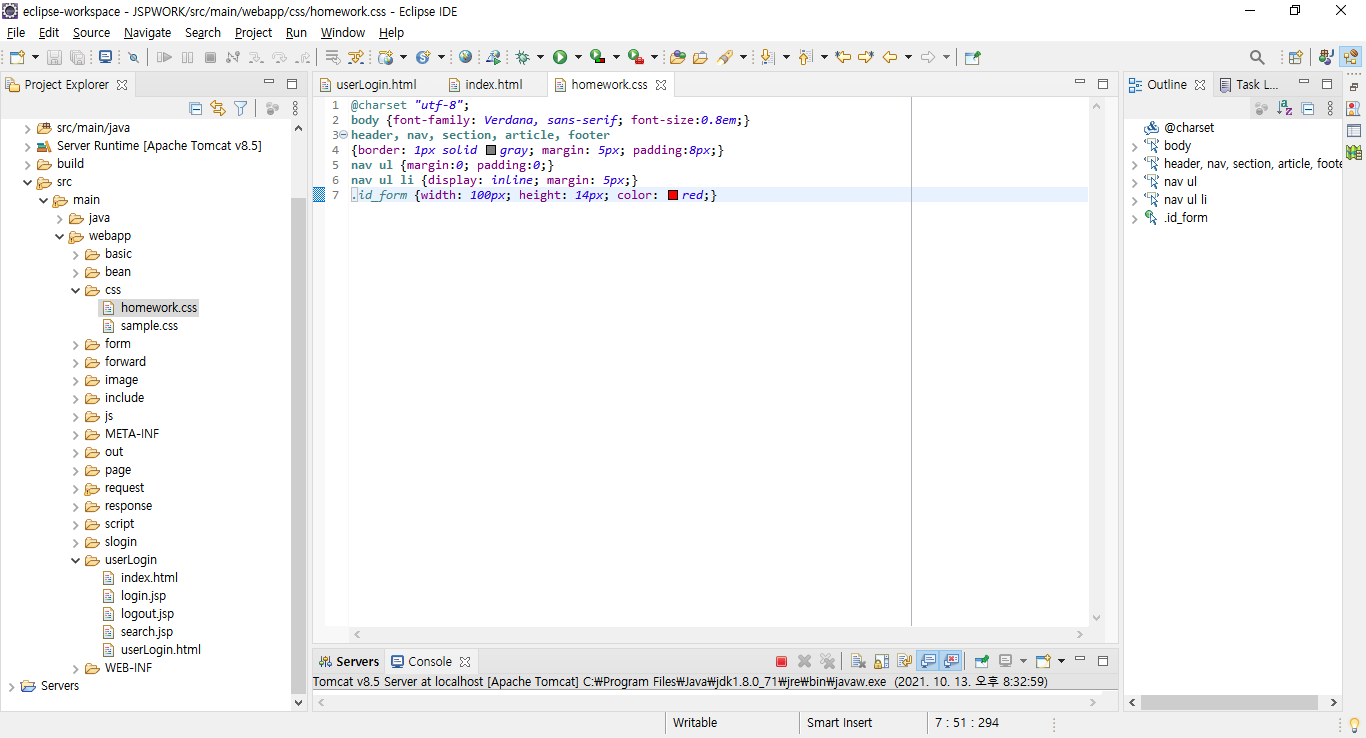 eclipse-workspace - JSPWORK/src/main/webapp/css/homework.css - Eclipse IDE
File Edit Source Navigate Search Project Run Window Help
Project Explorer
src/main/java
Server Runtime [Apache Tomcat v8.5]
build
src
main
java
webapp
basic
bean
css
homework.css
sample.css
form
forward
image
include
js
META-INF
out
page
request
response
script
slogin
userLogin
index.html
login.jsp
logout.jsp
search.jsp
userLogin.html
WEB-INF
Servers
userLogin.html index.html homework.css
1 @charset "utf-8";
2 body {font-family: Verdana, sans-serif; font-size:0.8em;}
3 header, nav, section, article, footer
4 {border: 1px solid gray; margin: 5px; padding:8px;}
5 nav ul {margin:0; padding:0;}
6 nav ul li {display: inline; margin: 5px;}
7 .id_form {width: 100px; height: 14px; color: red;}
Servers Console
Tomcat v8.5 Server at localhost [Apache Tomcat] C:₩Program Files₩Java₩jdk1.8.0_71₩jre₩bin₩javaw.exe (2021. 10. 13. 오후 8:32:59)
Outline Task L...
@charset
body
header, nav, section, article, foote
nav ul
nav ul li
.id_form
Writable Smart Insert 7 : 51 : 294